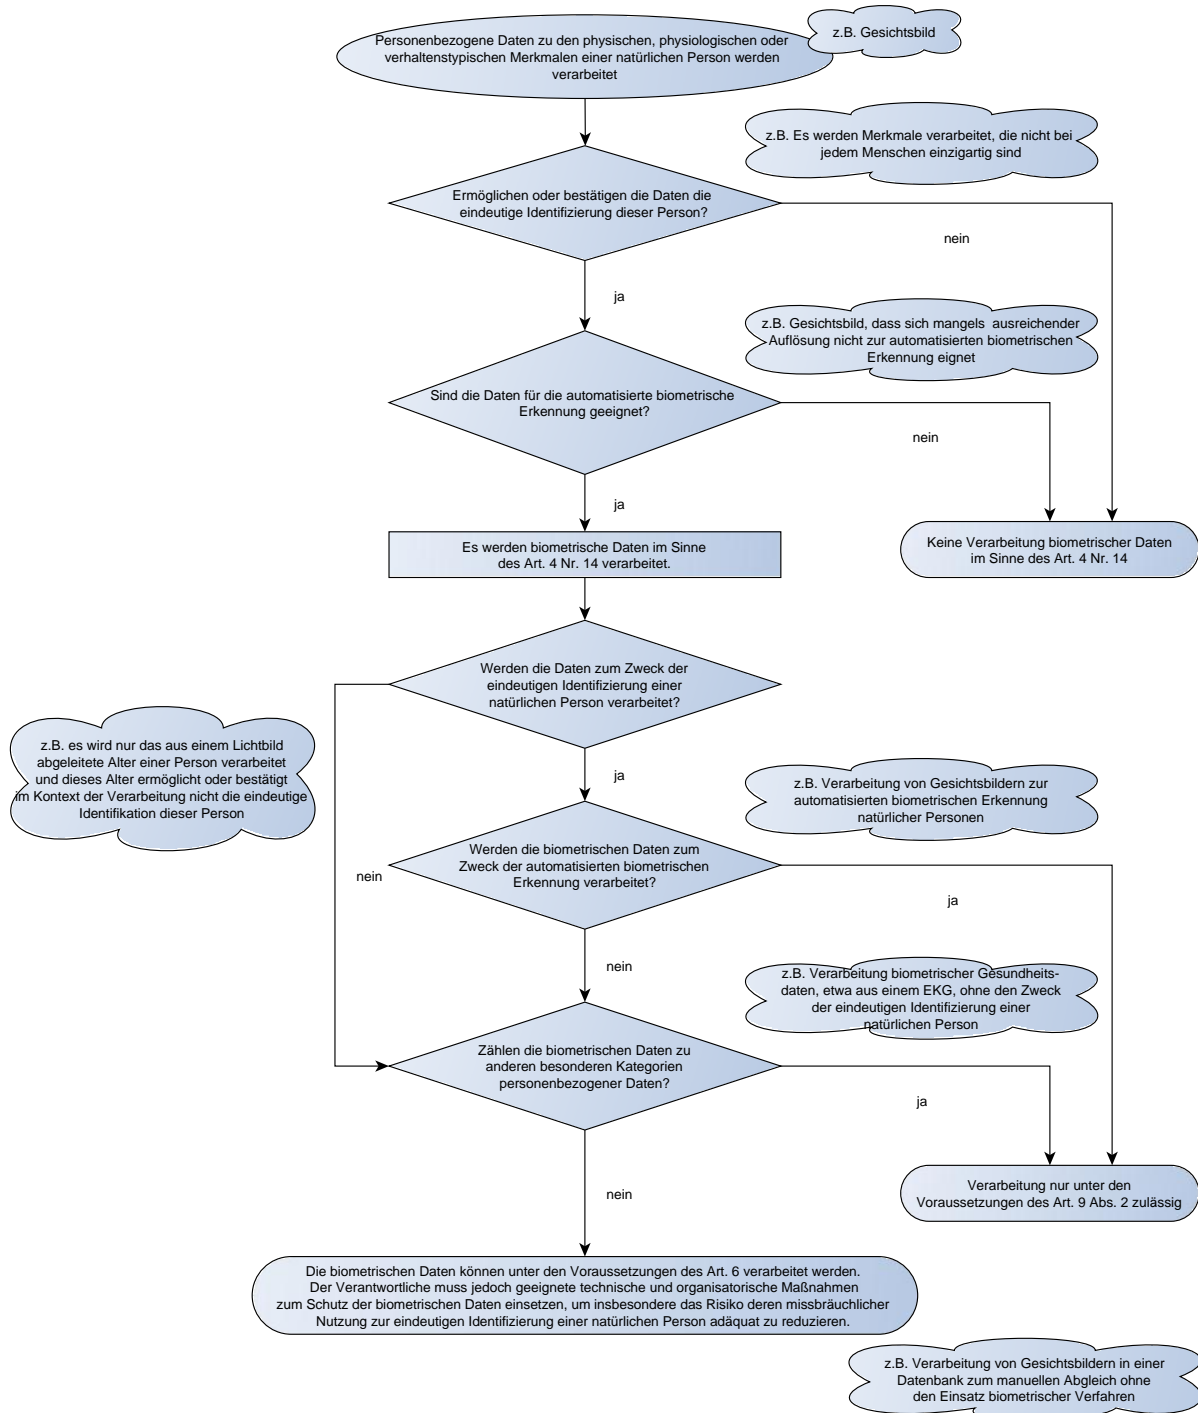 Personenbezogene Daten zu den physischen, physiologischen oder
verhaltenstypischen Merkmalen einer natürlichen Person werden
verarbeitet
z.B. Gesichtsbild
z.B. Es werden Merkmale verarbeitet, die nicht bei
jedem Menschen einzigartig sind
Ermöglichen oder bestätigen die Daten die
eindeutige Identifizierung dieser Person?
nein
ja
z.B. Gesichtsbild, dass sich mangels ausreichender
Auflösung nicht zur automatisierten biometrischen
Erkennung eignet
Sind die Daten für die automatisierte biometrische
Erkennung geeignet?
nein
ja
Es werden biometrische Daten im Sinne
des Art. 4 Nr. 14 verarbeitet.
Keine Verarbeitung biometrischer Daten
im Sinne des Art. 4 Nr. 14
Werden die Daten zum Zweck der
eindeutigen Identifizierung einer
natürlichen Person verarbeitet?
z.B. es wird nur das aus einem Lichtbild
abgeleitete Alter einer Person verarbeitet
und dieses Alter ermöglicht oder bestätigt
im Kontext der Verarbeitung nicht die eindeutige
Identifikation dieser Person
ja
z.B. Verarbeitung von Gesichtsbildern zur
automatisierten biometrischen Erkennung
natürlicher Personen
Werden die biometrischen Daten zum
Zweck der automatisierten biometrischen
Erkennung verarbeitet?
nein
ja
nein
z.B. Verarbeitung biometrischer Gesundheits-
daten, etwa aus einem EKG, ohne den Zweck
der eindeutigen Identifizierung einer
natürlichen Person
Zählen die biometrischen Daten zu
anderen besonderen Kategorien
personenbezogener Daten?
ja
nein
Verarbeitung nur unter den
Voraussetzungen des Art. 9 Abs. 2 zulässig
Die biometrischen Daten können unter den Voraussetzungen des Art. 6 verarbeitet werden.
Der Verantwortliche muss jedoch geeignete technische und organisatorische Maßnahmen
zum Schutz der biometrischen Daten einsetzen, um insbesondere das Risiko deren missbräuchlicher
Nutzung zur eindeutigen Identifizierung einer natürlichen Person adäquat zu reduzieren.
z.B. Verarbeitung von Gesichtsbildern in einer
Datenbank zum manuellen Abgleich ohne
den Einsatz biometrischer Verfahren